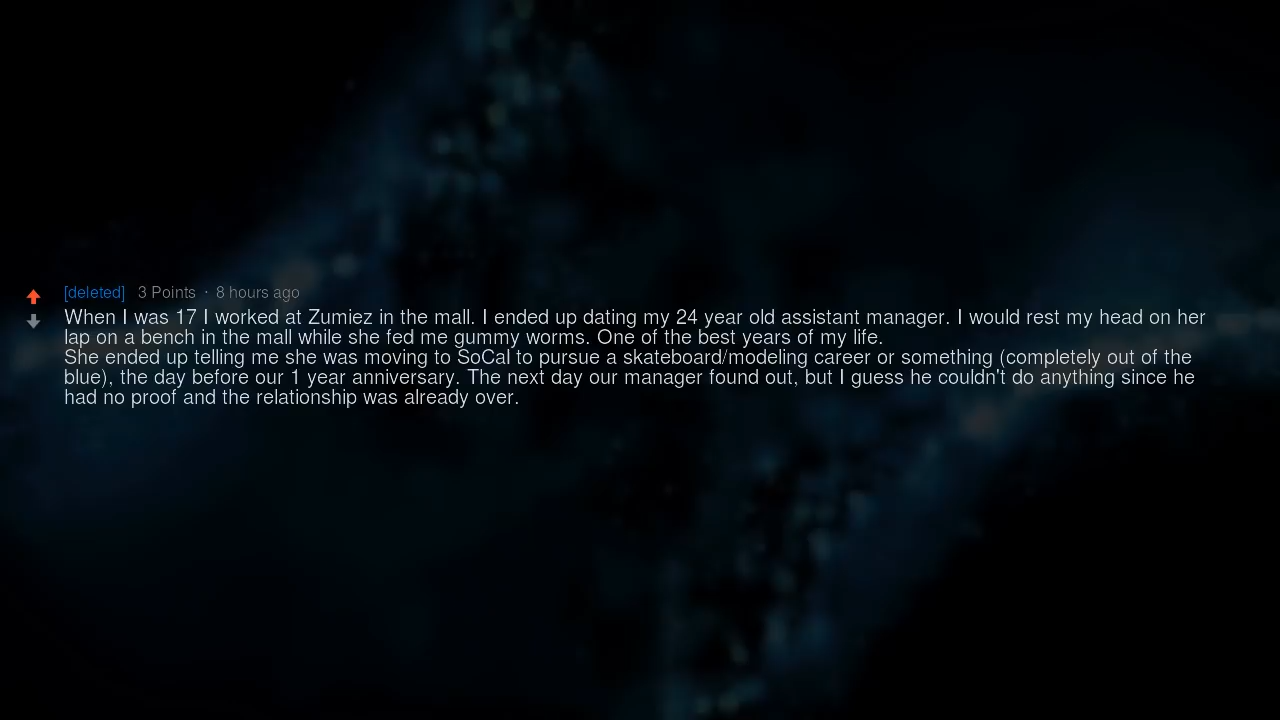 [deleted] 3 Points · 8 hours ago
When I was 17 I worked at Zumiez in the mall. I ended up dating my 24 year old assistant manager. I would rest my head on her
lap on a bench in the mall while she fed me gummy worms. One of the best years of my life.
She ended up telling me she was moving to SoCal to pursue a skateboard/modeling career or something (completely out of the
blue), the day before our 1 year anniversary. The next day our manager found out, but I guess he couldn't do anything since he
had no proof and the relationship was already over.